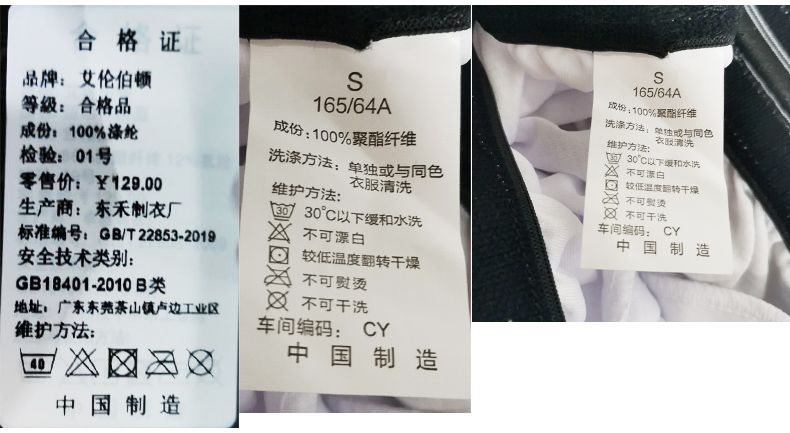 合格证
品牌：艾伦伯顿
等级：合格品
成份：100%涤纶
检验：01号
零售价：￥129.00
生产商：东禾制衣厂
标准编号：GB/T 22853-2019
安全技术类别：
GB18401-2010 B类
地址：广东东莞茶山镇卢边工业区
维护方法：
40
中国制造
S
165/64A
成份：100%聚酯纤维
洗涤方法：单独或与同色
衣服清洗
维护方法：
30 30℃以下缓和水洗
不可漂白
较低温度翻转干燥
不可熨烫
不可干洗
车间编码：CY
中国制造
S
165/64A
成份：100%聚酯纤维
洗涤方法：单独或与同色
衣服清洗
维护方法：
30 30℃以下缓和水洗
不可漂白
较低温度翻转干燥
不可熨烫
不可干洗
车间编码：CY
中国制造